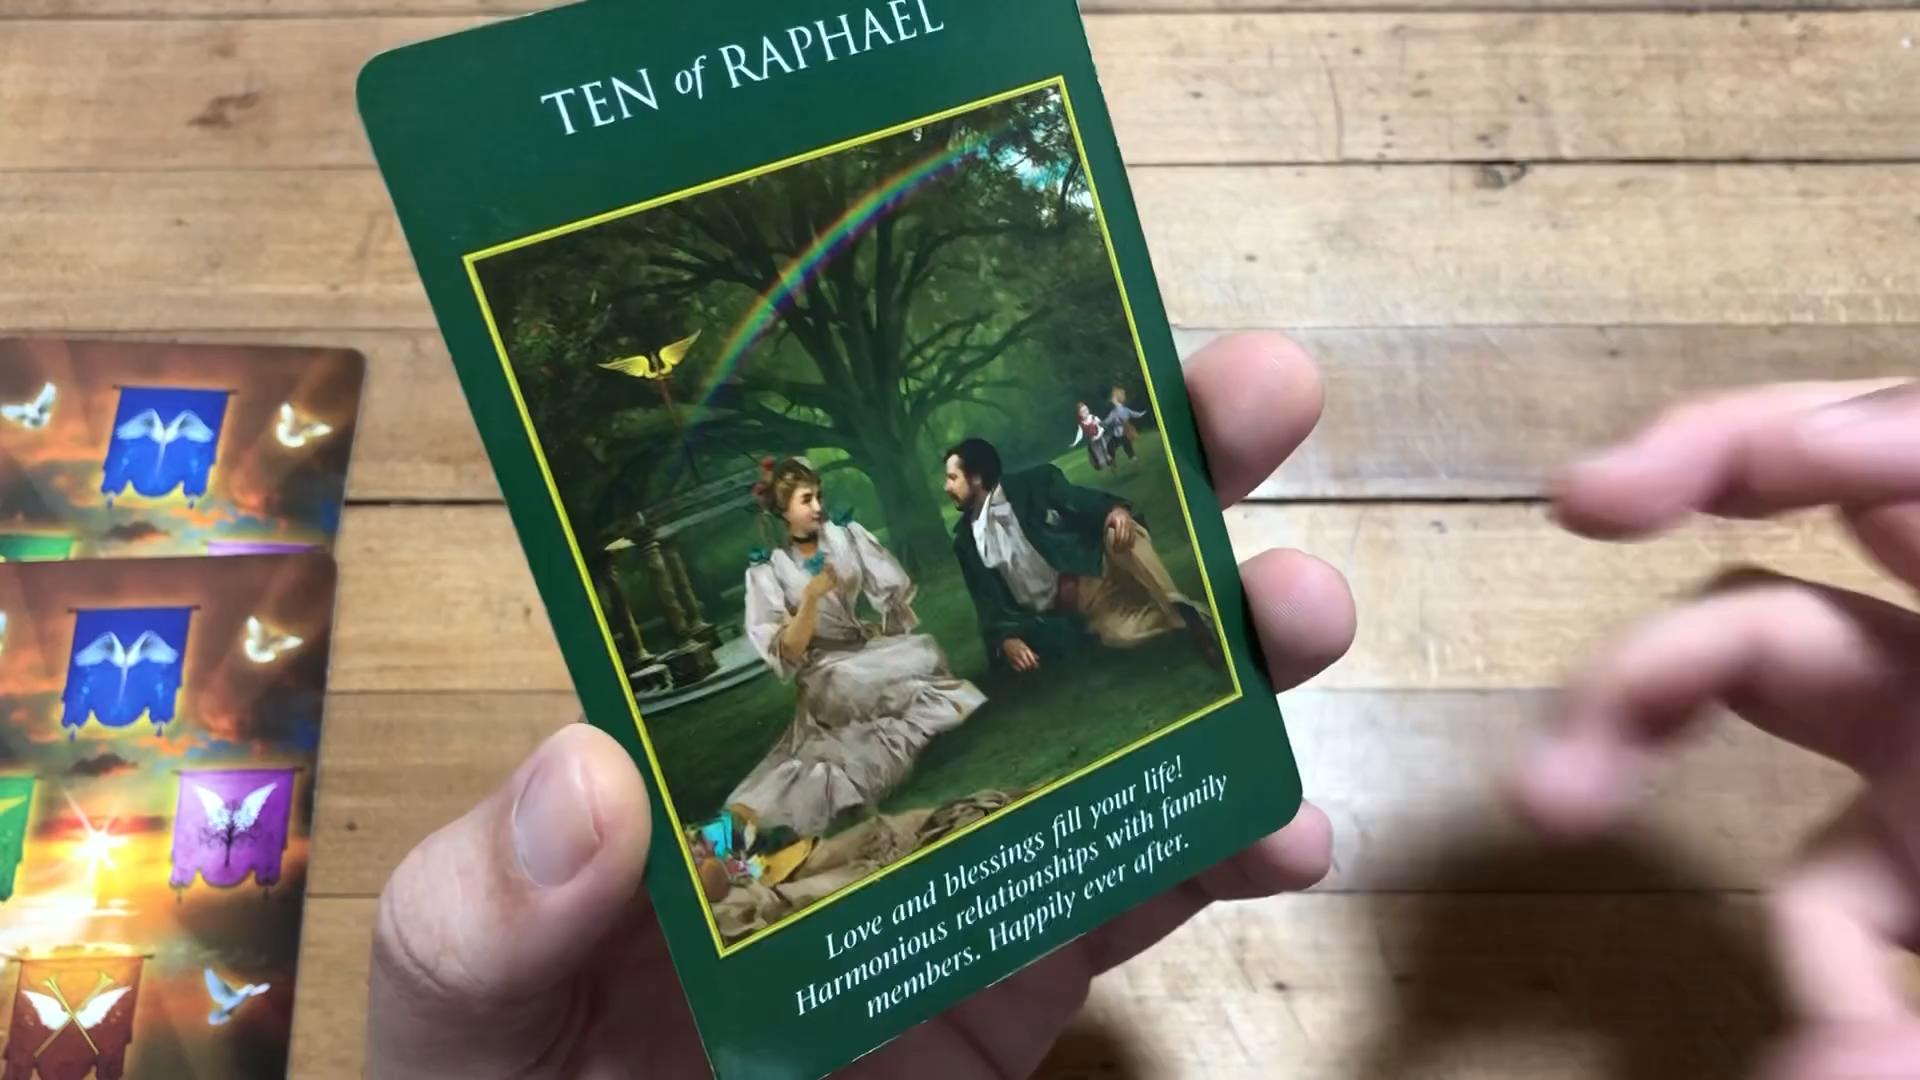 TEN of RAPHAEL
Love and blessings fill your life!
Harmonious relationships with family
members. Happily ever after.